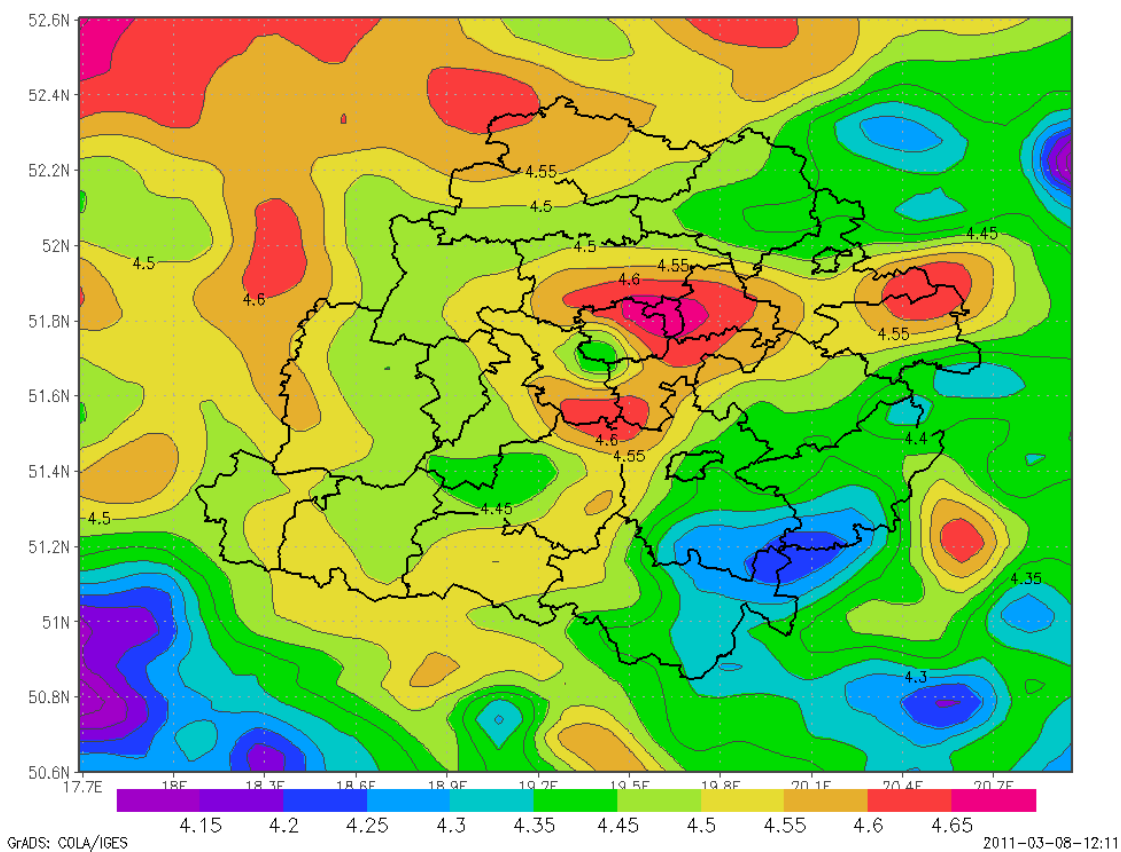 52.6N
52.4N
52.2N
4.55
4.5
52N
4.5
4.45
4.5
4.55
4.6
4.6
51.8N
4.55
51.6N
4.6
4.4
4.55
51.4N
4.45
4.5
51.2N
4.35
51N
4.3
50.8N
50.6N
17.7E 18E 18.3E 18.6E 18.9E 19.2E 19.5E 19.8E 20.1E 20.4E 20.7E
4.15 4.2 4.25 4.3 4.35 4.45 4.5 4.55 4.6 4.65
GrADS: COLA/IGES 2011-03-08-12:11